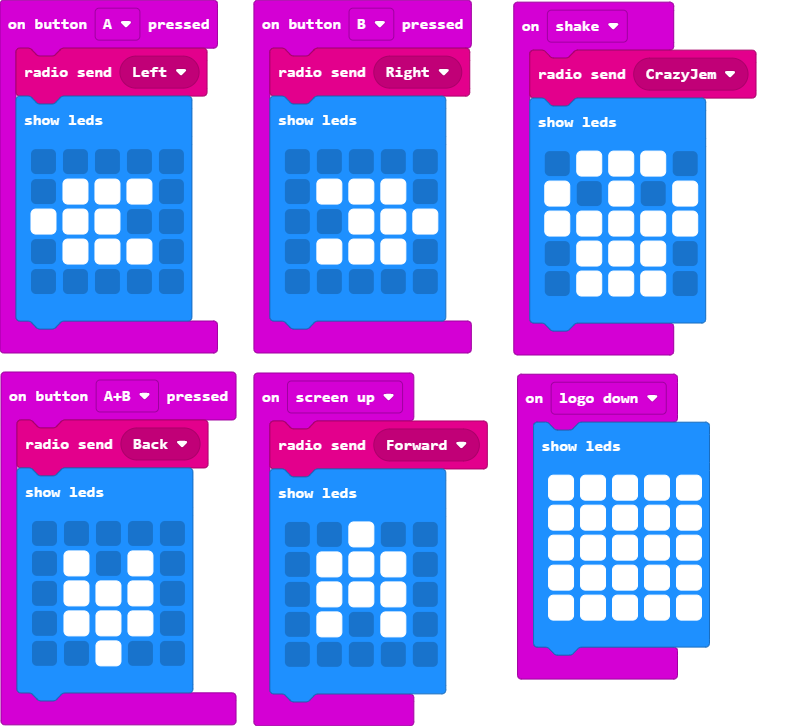 on button A pressed
radio send Left
show leds
on button B pressed
radio send Right
show leds
on shake
radio send CrazyJem
show leds
on button A+B pressed
radio send Back
show leds
on screen up
radio send Forward
show leds
on logo down
show leds